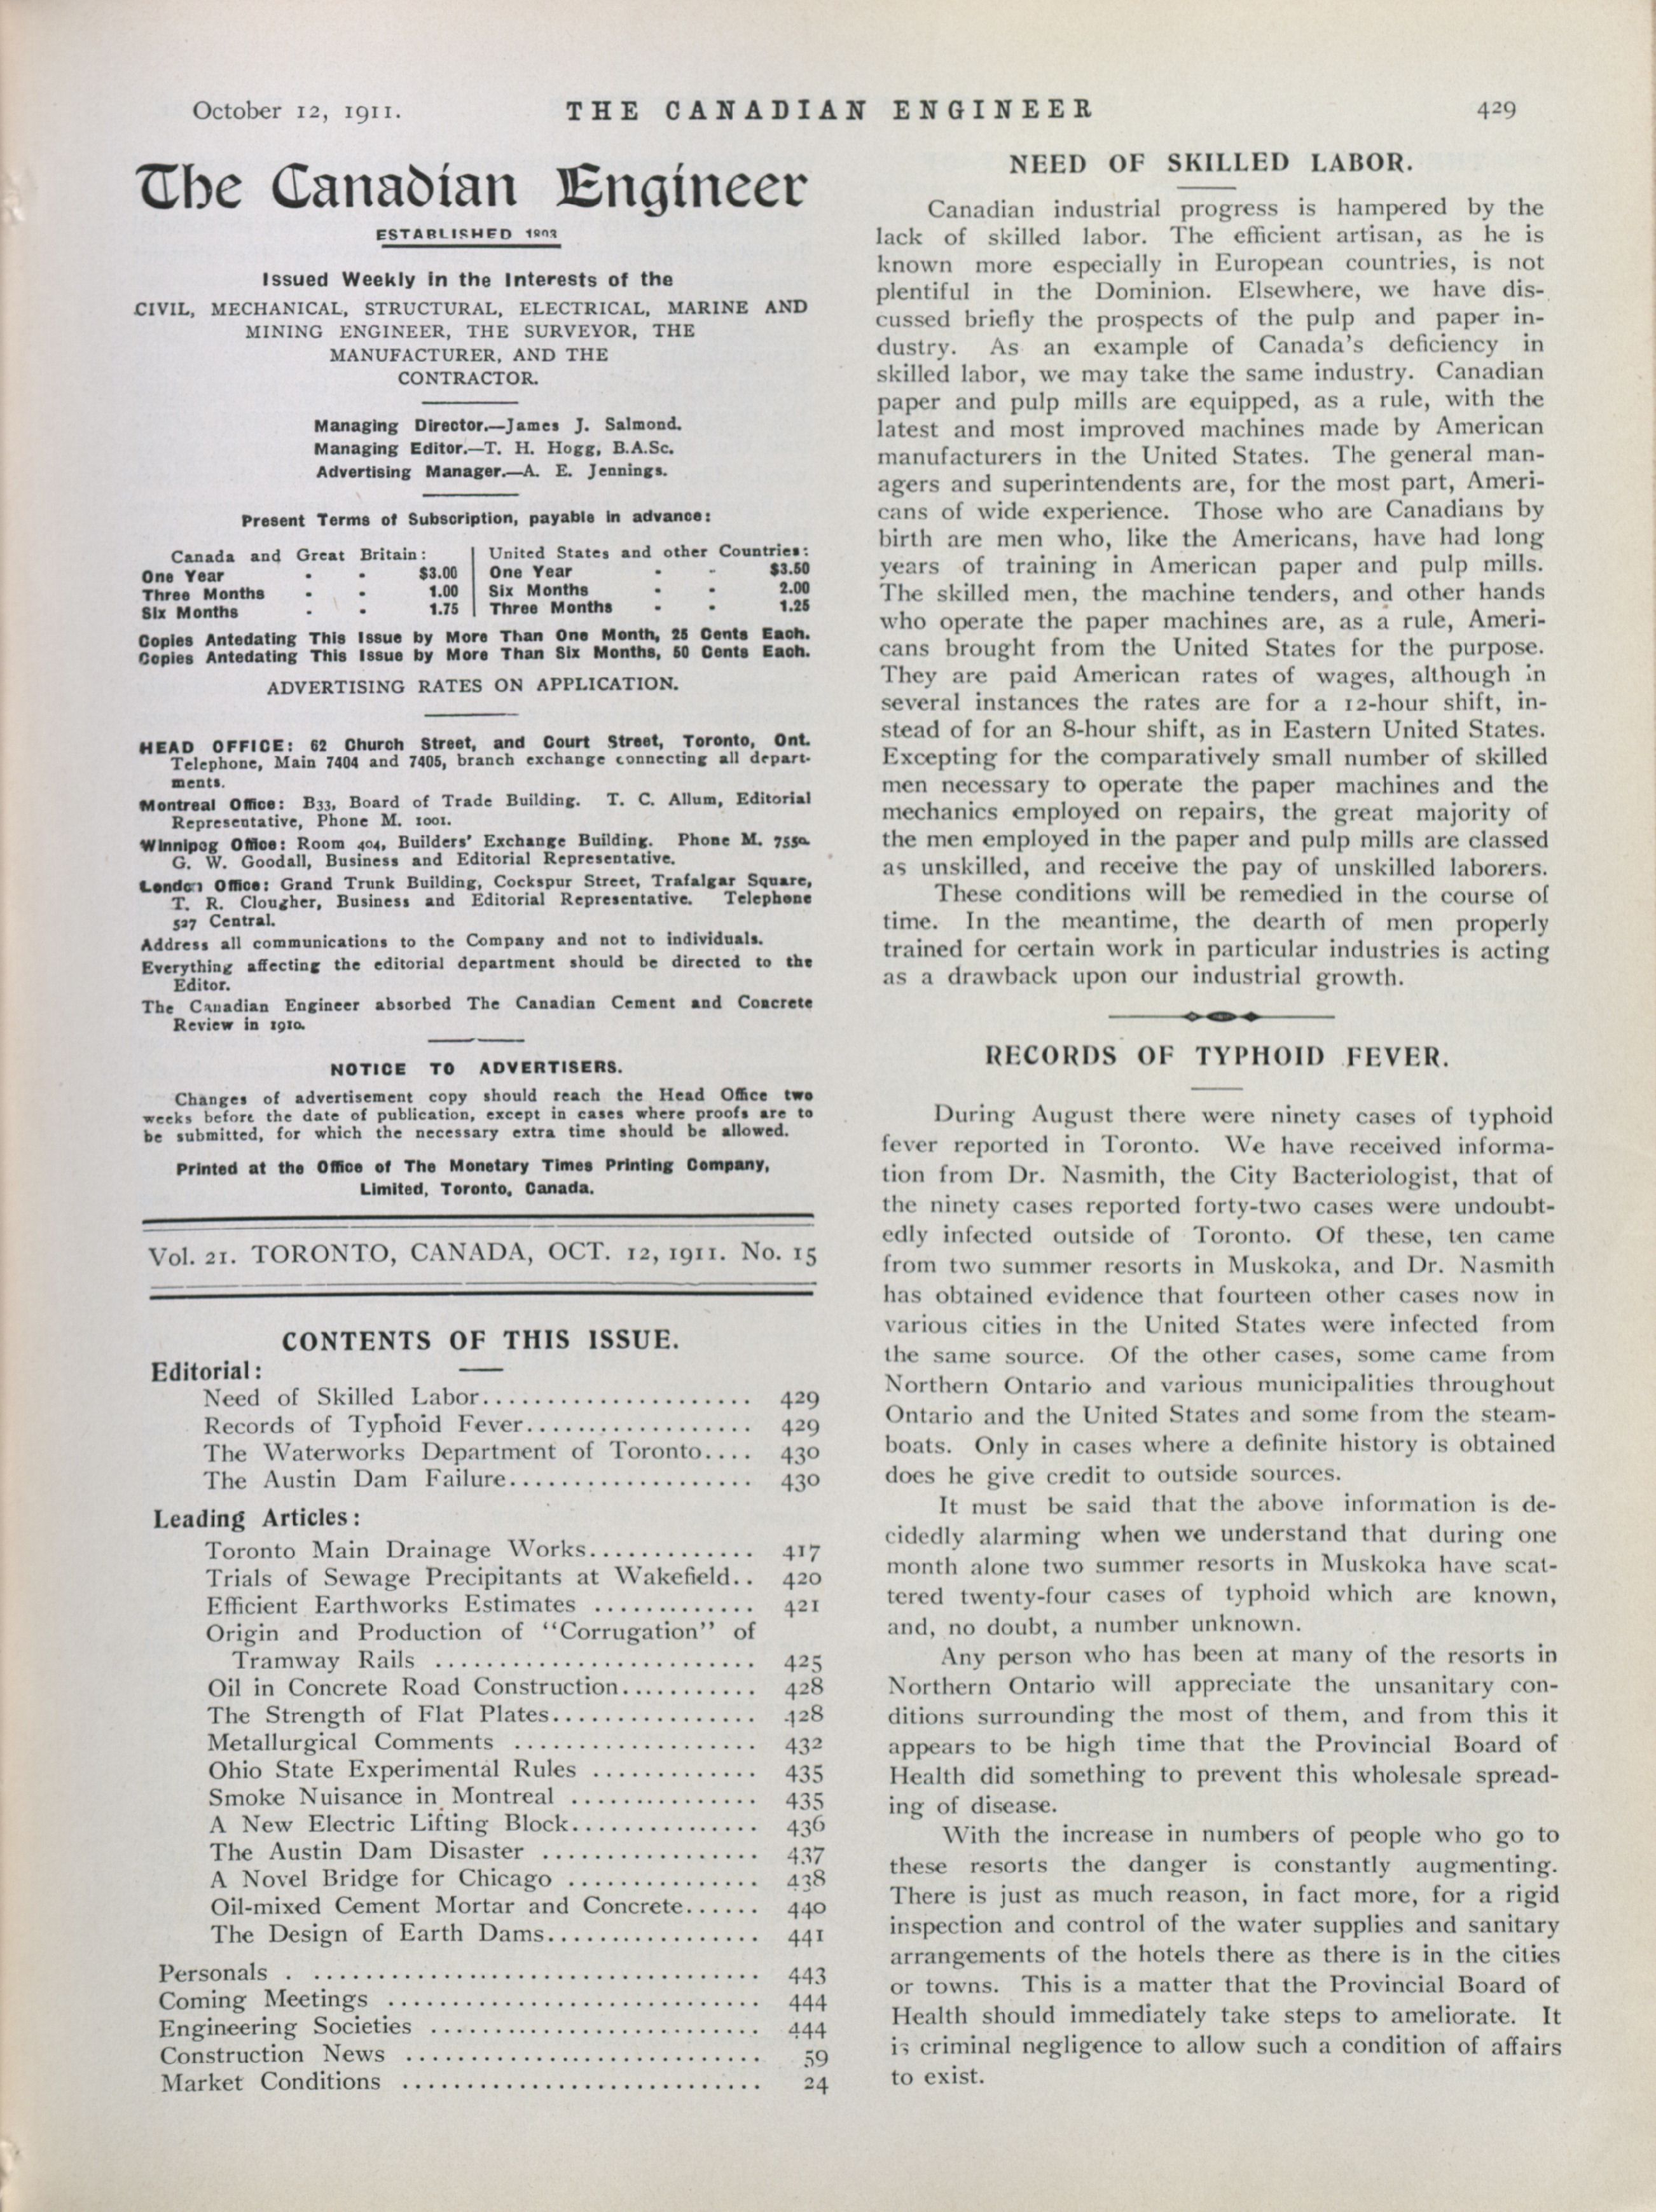 October 12, 1911.
THE CANADIAN ENGINEER
429
The Canadian Engineer
ESTABLISHED 1893
Issued Weekly in the Interests of the
CIVIL, MECHANICAL, STRUCTURAL, ELECTRICAL, MARINE AND
MINING ENGINEER, THE SURVEYOR, THE
MANUFACTURER, AND THE
CONTRACTOR.
Managing Director.—James J. Salmond.
Managing Editor.—T. H. Hogg, B.A.Sc.
Advertising Manager.—A. E. Jennings.
Present Terms of Subscription, payable in advance:
Canada and Great Britain:
One Year - - $3.00
Three Months - - 1.00
Six Months - - 1.75
United States and other Countries:
One Year - - $3.50
Six Months - - 2.00
Three Months - - 1.25
Copies Antedating This Issue by More Than One Month, 25 Cents Each.
Copies Antedating This Issue by More Than Six Months, 50 Cents Each.
ADVERTISING RATES ON APPLICATION.
HEAD OFFICE: 62 Church Street, and Court Street, Toronto, Ont.
Telephone, Main 7404 and 7405, branch exchange connecting all depart-
ments.
Montreal Office: B33, Board of Trade Building. T. C. Allum, Editorial
Representative, Phone M. 1001.
Winnipeg Office: Room 404, Builders' Exchange Building. Phone M. 7550.
G. W. Goodall, Business and Editorial Representative.
London Office: Grand Trunk Building, Cockspur Street, Trafalgar Square,
T. R. Clougher, Business and Editorial Representative. Telephone
527 Central.
Address all communications to the Company and not to individuals.
Everything affecting the editorial department should be directed to the
Editor.
The Canadian Engineer absorbed The Canadian Cement and Concrete
Review in 1910.
NOTICE TO ADVERTISERS.
Changes of advertisement copy should reach the Head Office two
weeks before the date of publication, except in cases where proofs are to
be submitted, for which the necessary extra time should be allowed.
Printed at the Office of The Monetary Times Printing Company,
Limited, Toronto, Canada.
Vol. 21. TORONTO, CANADA, OCT. 12, 1911. No. 15
CONTENTS OF THIS ISSUE.
Editorial:
Need of Skilled Labor..................... 429
Records of Typhoid Fever.................. 429
The Waterworks Department of Toronto.... 430
The Austin Dam Failure................... 430
Leading Articles:
Toronto Main Drainage Works............. 417
Trials of Sewage Precipitants at Wakefield.. 420
Efficient Earthworks Estimates ............. 421
Origin and Production of "Corrugation" of
Tramway Rails ......................... 425
Oil in Concrete Road Construction........... 428
The Strength of Flat Plates................ 428
Metallurgical Comments ................... 432
Ohio State Experimental Rules ............. 435
Smoke Nuisance in Montreal ............... 435
A New Electric Lifting Block............... 436
The Austin Dam Disaster ................. 437
A Novel Bridge for Chicago ............... 438
Oil-mixed Cement Mortar and Concrete...... 440
The Design of Earth Dams................. 441
Personals . ................................... 443
Coming Meetings ............................. 444
Engineering Societies .......................... 444
Construction News ............................ 59
Market Conditions ............................ 24
NEED OF SKILLED LABOR.
Canadian industrial progress is hampered by the
lack of skilled labor. The efficient artisan, as he is
known more especially in European countries, is not
plentiful in the Dominion. Elsewhere, we have dis-
cussed briefly the prospects of the pulp and paper in-
dustry. As an example of Canada's deficiency in
skilled labor, we may take the same industry. Canadian
paper and pulp mills are equipped, as a rule, with the
latest and most improved machines made by American
manufacturers in the United States. The general man-
agers and superintendents are, for the most part, Ameri-
cans of wide experience. Those who are Canadians by
birth are men who, like the Americans, have had long
years of training in American paper and pulp mills.
The skilled men, the machine tenders, and other hands
who operate the paper machines are, as a rule, Ameri-
cans brought from the United States for the purpose.
They are paid American rates of wages, although in
several instances the rates are for a 12-hour shift, in-
stead of for an 8-hour shift, as in Eastern United States.
Excepting for the comparatively small number of skilled
men necessary to operate the paper machines and the
mechanics employed on repairs, the great majority of
the men employed in the paper and pulp mills are classed
as unskilled, and receive the pay of unskilled laborers.
These conditions will be remedied in the course of
time. In the meantime, the dearth of men properly
trained for certain work in particular industries is acting
as a drawback upon our industrial growth.
RECORDS OF TYPHOID FEVER.
During August there were ninety cases of typhoid
fever reported in Toronto. We have received informa-
tion from Dr. Nasmith, the City Bacteriologist, that of
the ninety cases reported forty-two cases were undoubt-
edly infected outside of Toronto. Of these, ten came
from two summer resorts in Muskoka, and Dr. Nasmith
has obtained evidence that fourteen other cases now in
various cities in the United States were infected from
the same source. Of the other cases, some came from
Northern Ontario and various municipalities throughout
Ontario and the United States and some from the steam-
boats. Only in cases where a definite history is obtained
does he give credit to outside sources.
It must be said that the above information is de-
cidedly alarming when we understand that during one
month alone two summer resorts in Muskoka have scat-
tered twenty-four cases of typhoid which are known,
and, no doubt, a number unknown.
Any person who has been at many of the resorts in
Northern Ontario will appreciate the unsanitary con-
ditions surrounding the most of them, and from this it
appears to be high time that the Provincial Board of
Health did something to prevent this wholesale spread-
ing of disease.
With the increase in numbers of people who go to
these resorts the danger is constantly augmenting.
There is just as much reason, in fact more, for a rigid
inspection and control of the water supplies and sanitary
arrangements of the hotels there as there is in the cities
or towns. This is a matter that the Provincial Board of
Health should immediately take steps to ameliorate. It
is criminal negligence to allow such a condition of affairs
to exist.